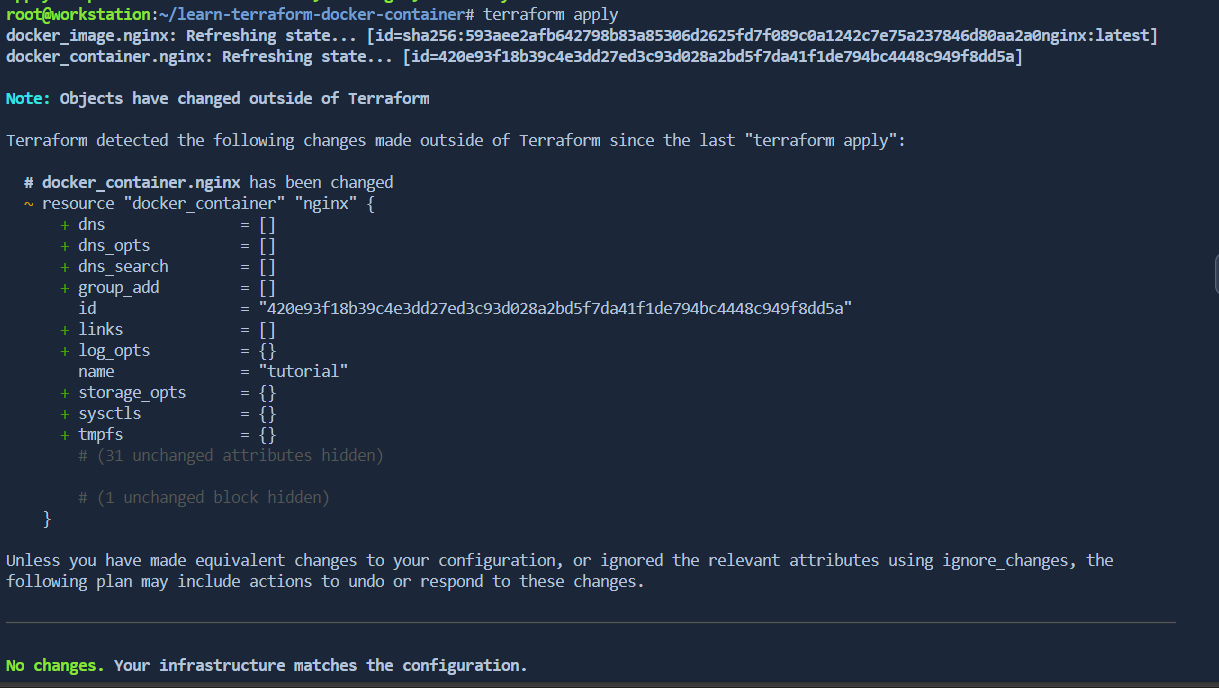 root@workstation:~/learn-terraform-docker-container# terraform apply
docker_image.nginx: Refreshing state... [id=sha256:593aee2afb642798b83a85306d2625fd7f089c0a1242c7e75a237846d80aa2a0nginx:latest]
docker_container.nginx: Refreshing state... [id=420e93f18b39c4e3dd27ed3c93d028a2bd5f7da41f1de794bc4448c949f8dd5a]
Note: Objects have changed outside of Terraform
Terraform detected the following changes made outside of Terraform since the last "terraform apply":
# docker_container.nginx has been changed
~ resource "docker_container" "nginx" {
+ dns = []
+ dns_opts = []
+ dns_search = []
+ group_add = []
id = "420e93f18b39c4e3dd27ed3c93d028a2bd5f7da41f1de794bc4448c949f8dd5a"
+ links = []
+ log_opts = {}
name = "tutorial"
+ storage_opts = {}
+ sysctls = {}
+ tmpfs = {}
# (31 unchanged attributes hidden)
# (1 unchanged block hidden)
}
Unless you have made equivalent changes to your configuration, or ignored the relevant attributes using ignore_changes, the
following plan may include actions to undo or respond to these changes.
No changes. Your infrastructure matches the configuration.